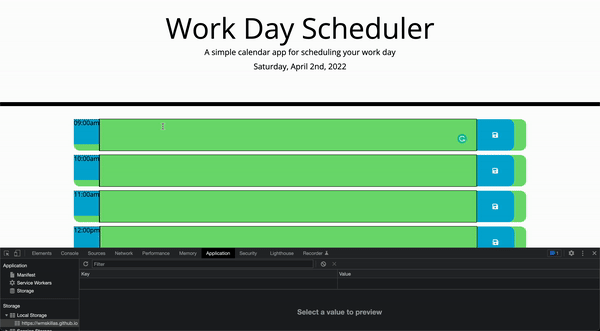 Work Day Scheduler
A simple calendar app for scheduling your work day
Saturday, April 2nd, 2022
09:00am
10:00am
11:00am
12:00pm
Elements Console Sources Network Performance Memory Application Security Lighthouse Recorder 1
Application
Filter
Manifest
Key Value
Service Workers
Storage
Storage
Select a value to preview
Local Storage
https://wmskillas.github.io